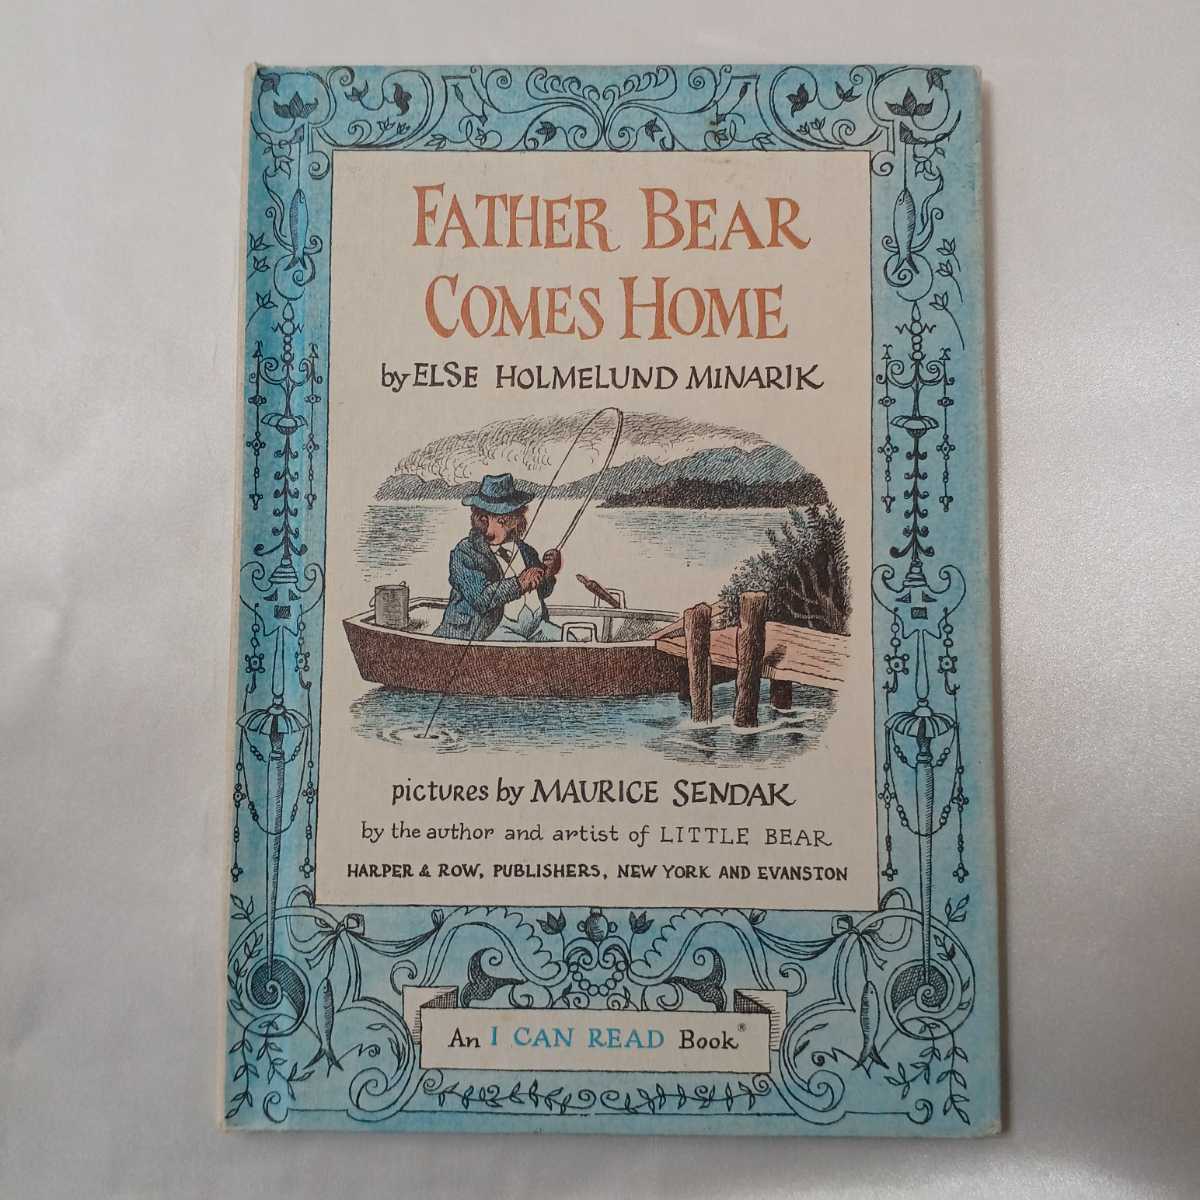 FATHER BEAR
COMES HOME
by ELSE HOLMELUND MINARIK
pictures by MAURICE SENDAK
by the author and artist of LITTLE BEAR
HARPER & ROW, PUBLISHERS, NEW YORK AND EVANSTON
An I CAN READ Book®